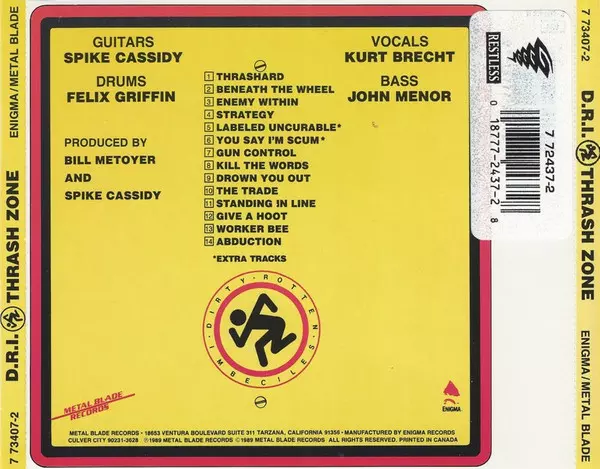 ENIGMA/METAL BLADE
THRASH ZONE
D.R.I.
7 73407-2
GUITARS
SPIKE CASSIDY
DRUMS
FELIX GRIFFIN
PRODUCED BY
BILL METOYER
AND
SPIKE CASSIDY
VOCALS
KURT BRECHT
BASS
JOHN MENOR
1 THRASHARD
2 BENEATH THE WHEEL
3 ENEMY WITHIN
4 STRATEGY
5 LABELED UNCURABLE*
6 YOU SAY I'M SCUM*
7 GUN CONTROL
8 KILL THE WORDS
9 DROWN YOU OUT
10 THE TRADE
11 STANDING !N LINE
12 GIVE A HOOT
13 WORKER BEE
14 ABDUCTION
*EXTRA TRACKS
DIRTY ROTTEN
IMBECILES
METAL BLADE
RECORDS
ENIGMA
METAL BLADE RECORDS • 18653 VENTURA BOULEVARD SUITE 311 TARZANA, CALIFORNIA 91356 • MANUFACTURED BY ENIGMA RECORDS
CULVER CITY 90231-3628 ℗1989 METAL BLADE RECORDS ©1989 METAL BLADE RECORDS ALL RIGHTS RESERVED. PRINTED IN CANADA
RESTLESS
0 18777-2437-2 8
7 72437-2
7 73407-2
D.R.I.
THRASH ZONE
ENIGMA/METAL BLADE